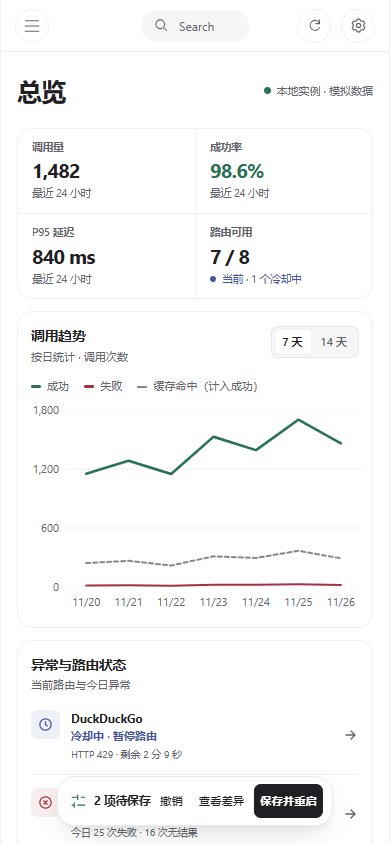 Search
总览
本地实例 · 模拟数据
调用量
1,482
最近 24 小时
成功率
98.6%
最近 24 小时
P95 延迟
840 ms
最近 24 小时
路由可用
7 / 8
当前 · 1 个冷却中
调用趋势
按日统计 · 调用次数
7 天
14 天
成功
失败
缓存命中（计入成功）
1,800
1,200
600
0
11/20
11/21
11/22
11/23
11/24
11/25
11/26
异常与路由状态
当前路由与今日异常
DuckDuckGo
冷却中 · 暂停路由
HTTP 429 · 剩余 2 分 9 秒
2 项待保存
撤销
查看差异
保存并重启
今日 25 次失败 · 16 次无结果